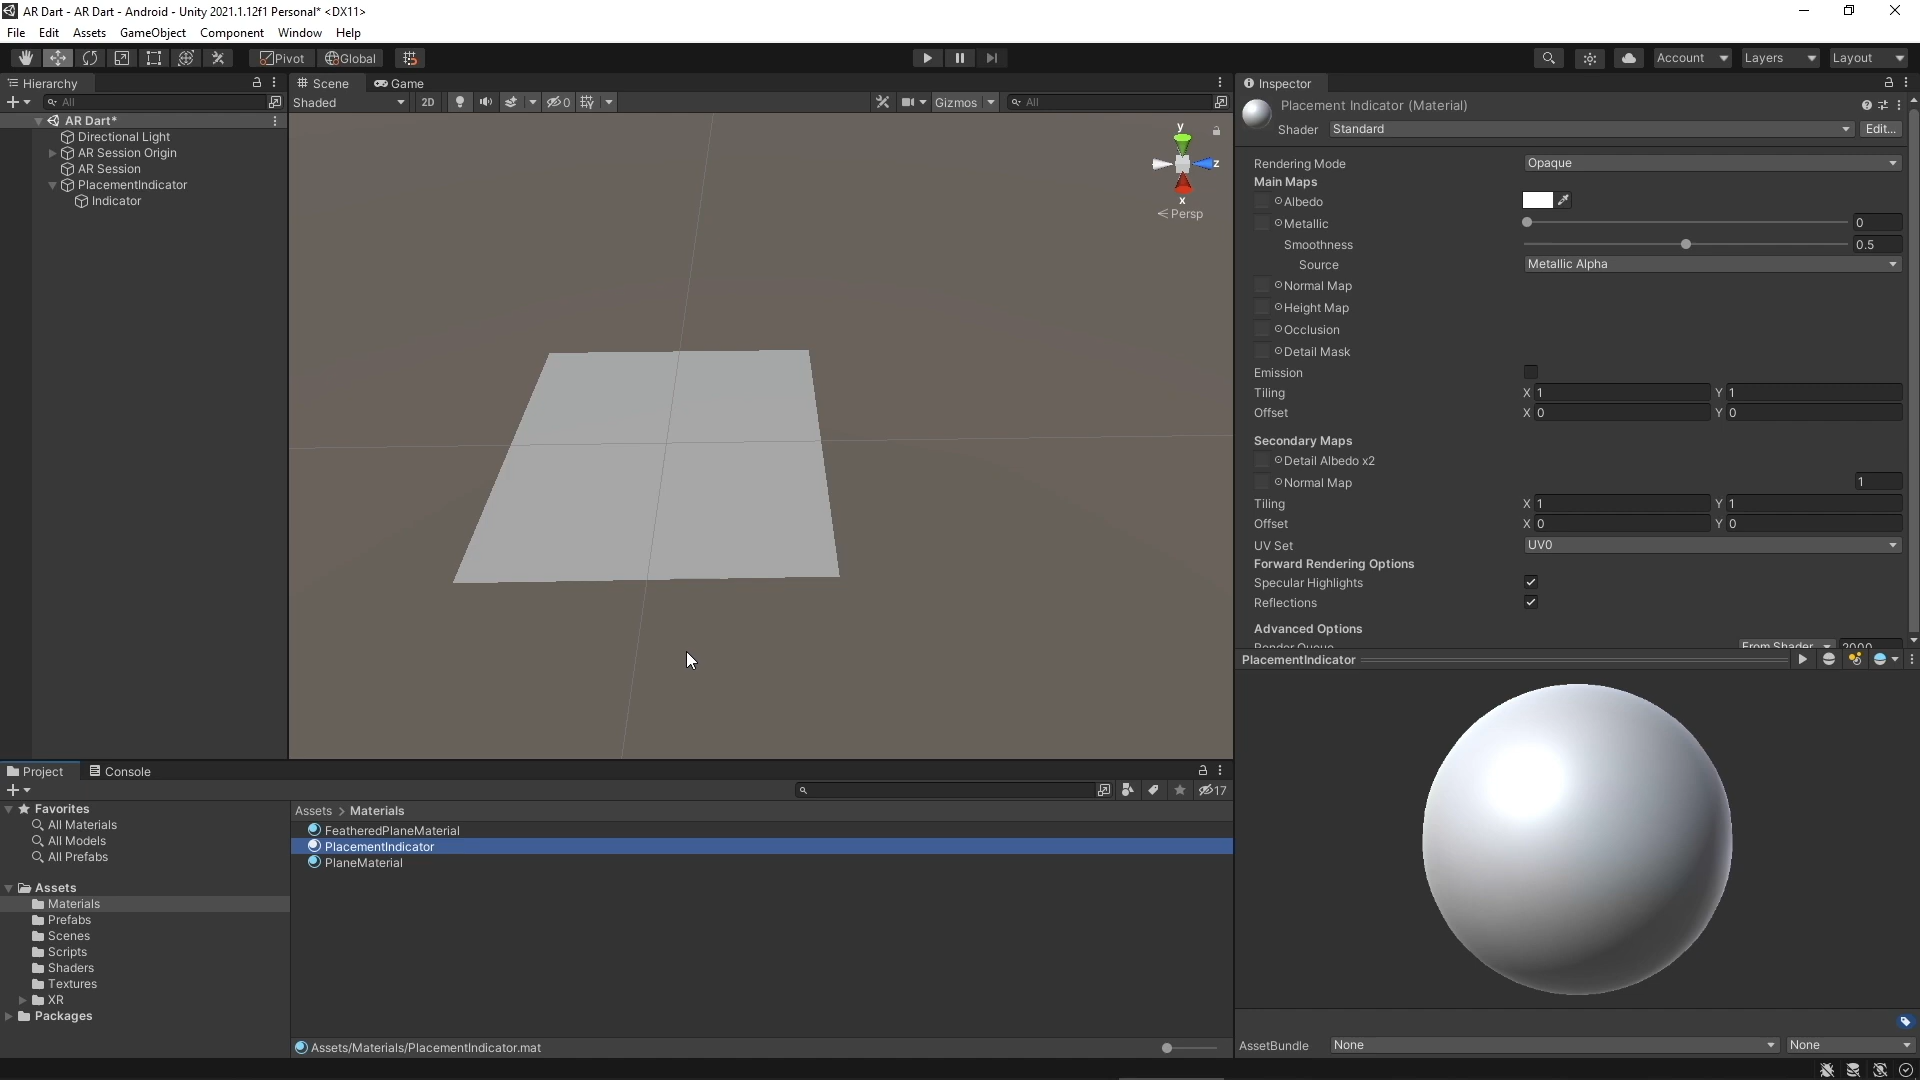 AR Dart - AR Dart - Android - Unity 2021.1.12f1 Personal* <DX11>
File Edit Assets GameObject Component Window Help
Pivot Global
Account Layers Layout
Hierarchy
All
AR Dart*
Directional Light
AR Session Origin
AR Session
PlacementIndicator
Indicator
Scene Game
Shaded 2D 0 Gizmos All
y
z
x
Persp
Inspector
Placement Indicator (Material)
Shader Standard Edit...
Rendering Mode Opaque
Main Maps
Albedo
Metallic 0
Smoothness 0.5
Source Metallic Alpha
Normal Map
Height Map
Occlusion
Detail Mask
Emission
Tiling X 1 Y 1
Offset X 0 Y 0
Secondary Maps
Detail Albedo x2
Normal Map 1
Tiling X 1 Y 1
Offset X 0 Y 0
UV Set UV0
Forward Rendering Options
Specular Highlights
Reflections
Advanced Options
Render Queue From Shader 2000
PlacementIndicator
AssetBundle None None
Project Console
17
Favorites
All Materials
All Models
All Prefabs
Assets
Materials
Prefabs
Scenes
Scripts
Shaders
Textures
XR
Packages
Assets > Materials
FeatheredPlaneMaterial
PlacementIndicator
PlaneMaterial
Assets/Materials/PlacementIndicator.mat